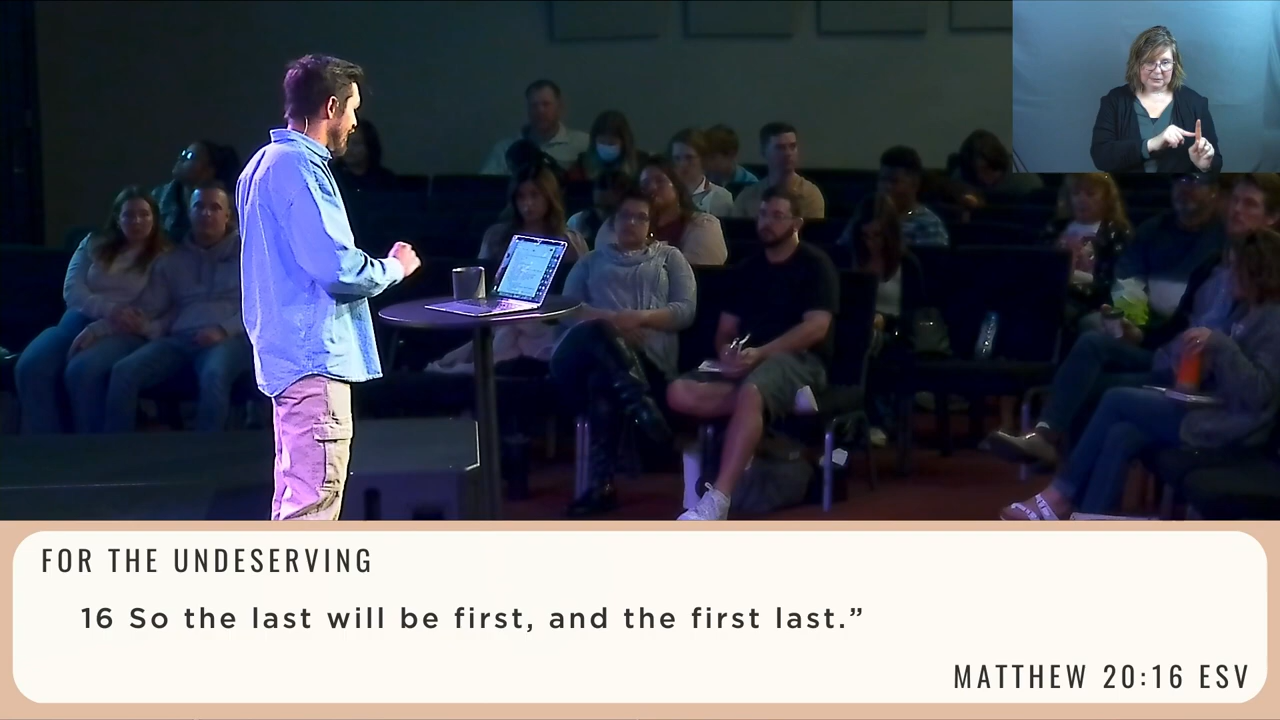 FOR THE UNDESERVING
16 So the last will be first, and the first last.”
MATTHEW 20:16 ESV